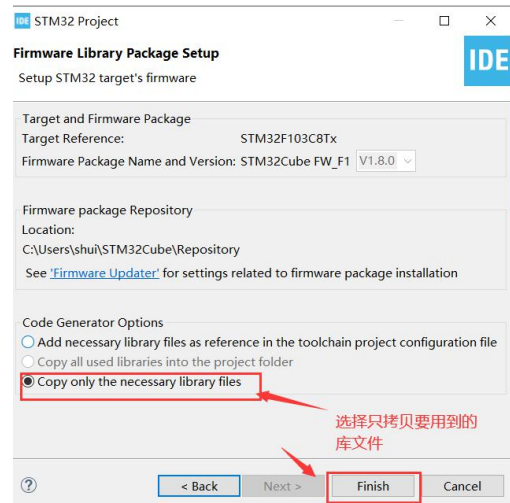 IDE STM32 Project
Firmware Library Package Setup
Setup STM32 target's firmware
IDE
Target and Firmware Package
Target Reference: STM32F103C8Tx
Firmware Package Name and Version: STM32Cube FW_F1 V1.8.0
Firmware package Repository
Location:
C:\Users\shui\STM32Cube\Repository
See 'Firmware Updater' for settings related to firmware package installation
Code Generator Options
Add necessary library files as reference in the toolchain project configuration file
Copy all used libraries into the project folder
Copy only the necessary library files
选择只拷贝要用到的
库文件
? < Back Next > Finish Cancel